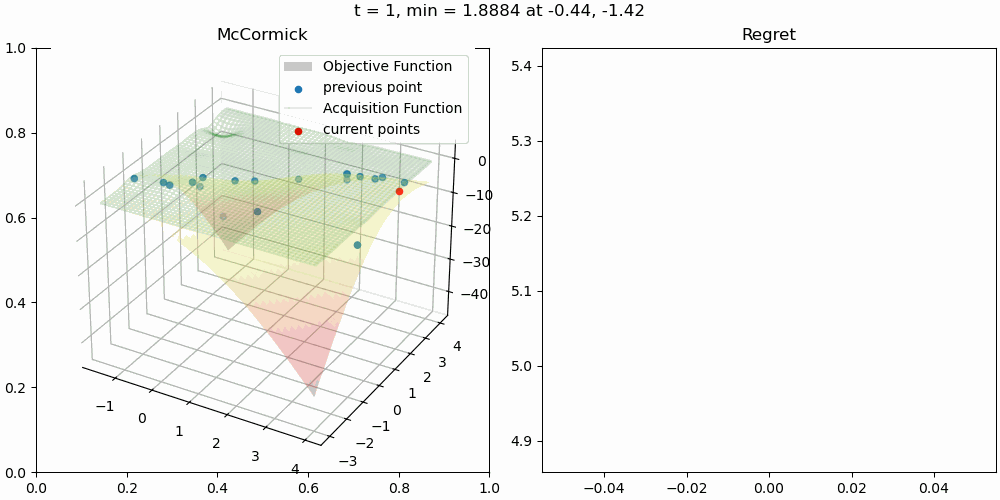 t = 1, min = 1.8884 at -0.44, -1.42
McCormick
Regret
Objective Function
previous point
Acquisition Function
current points
1.0
0.8
0.6
0.4
0.2
0.0
0.0 0.2 0.4 0.6 0.8 1.0
0
−10
−20
−30
−40
−1 0 1 2 3 4
−3 −2 −1 0 1 2 3 4
5.4
5.3
5.2
5.1
5.0
4.9
−0.04 −0.02 0.00 0.02 0.04